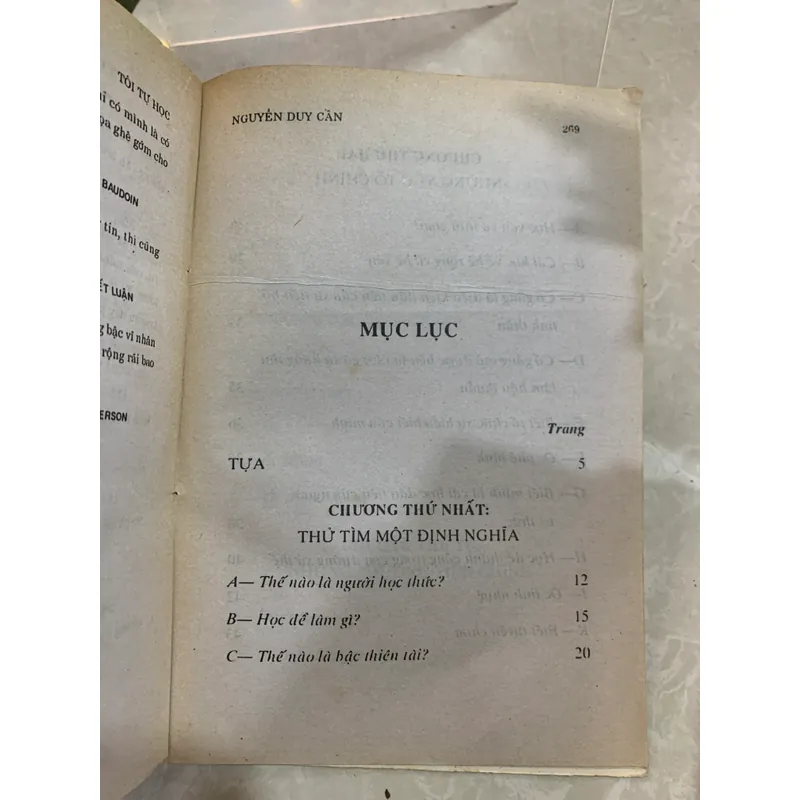 TÔI TỰ HỌC
ỉ có mình là có
ọa ghê gớm cho
BAUDOIN
tín, thì cũng
ẾT LUẬN
g bậc vĩ nhân
rộng rãi bao
ERSON
NGUYỄN DUY CẦN
269
MỤC LỤC
Trang
TỰA 5
CHƯƠNG THỨ NHẤT:
THỬ TÌM MỘT ĐỊNH NGHĨA
A— Thế nào là người học thức? 12
B— Học để làm gì? 15
C— Thế nào là bậc thiên tài? 20